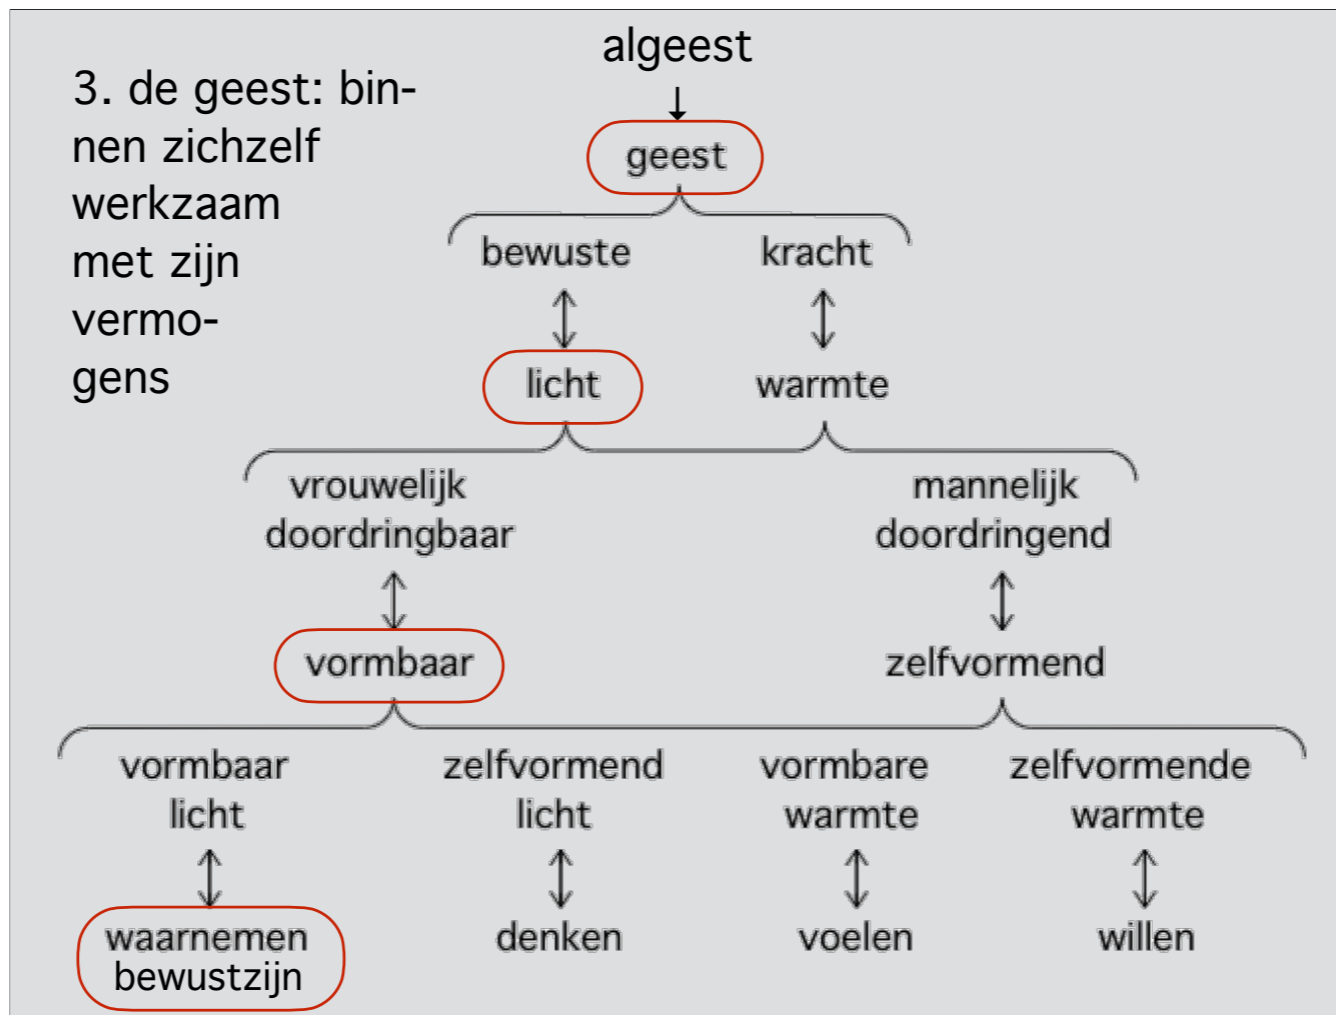 algeest
3. de geest: bin-
nen zichzelf
werkzaam
met zijn
vermo-
gens
geest
bewuste kracht
licht warmte
vrouwelijk mannelijk
doordringbaar doordringend
vormbaar zelfvormend
vormbaar zelfvormend vormbare zelfvormende
licht licht warmte warmte
waarnemen denken voelen willen
bewustzijn